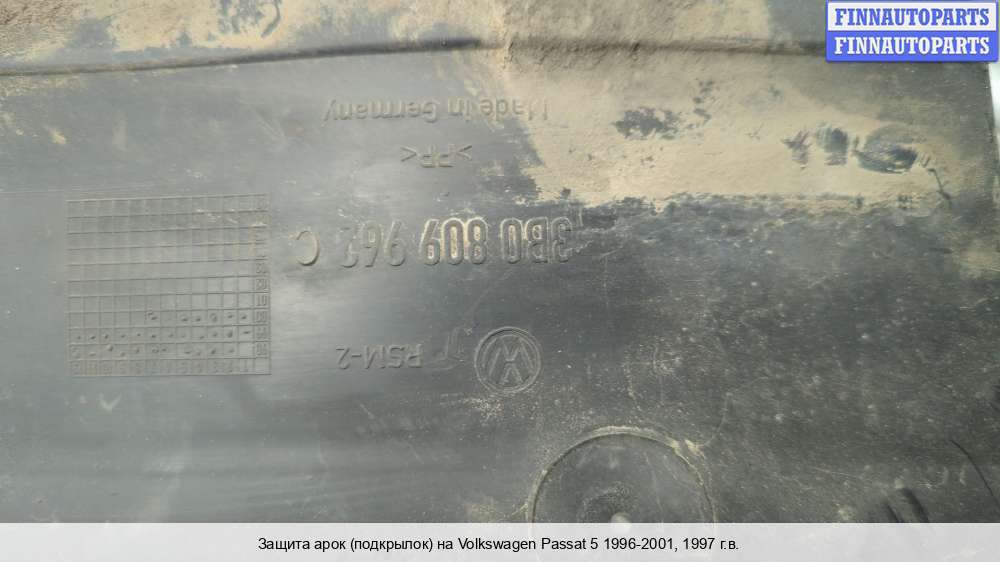 FINNAUTOPARTS
FINNAUTOPARTS
Made in Germany
>PP<
3B0 809 962 C
RSM-2
Защита арок (подкрылок) на Volkswagen Passat 5 1996-2001, 1997 г.в.